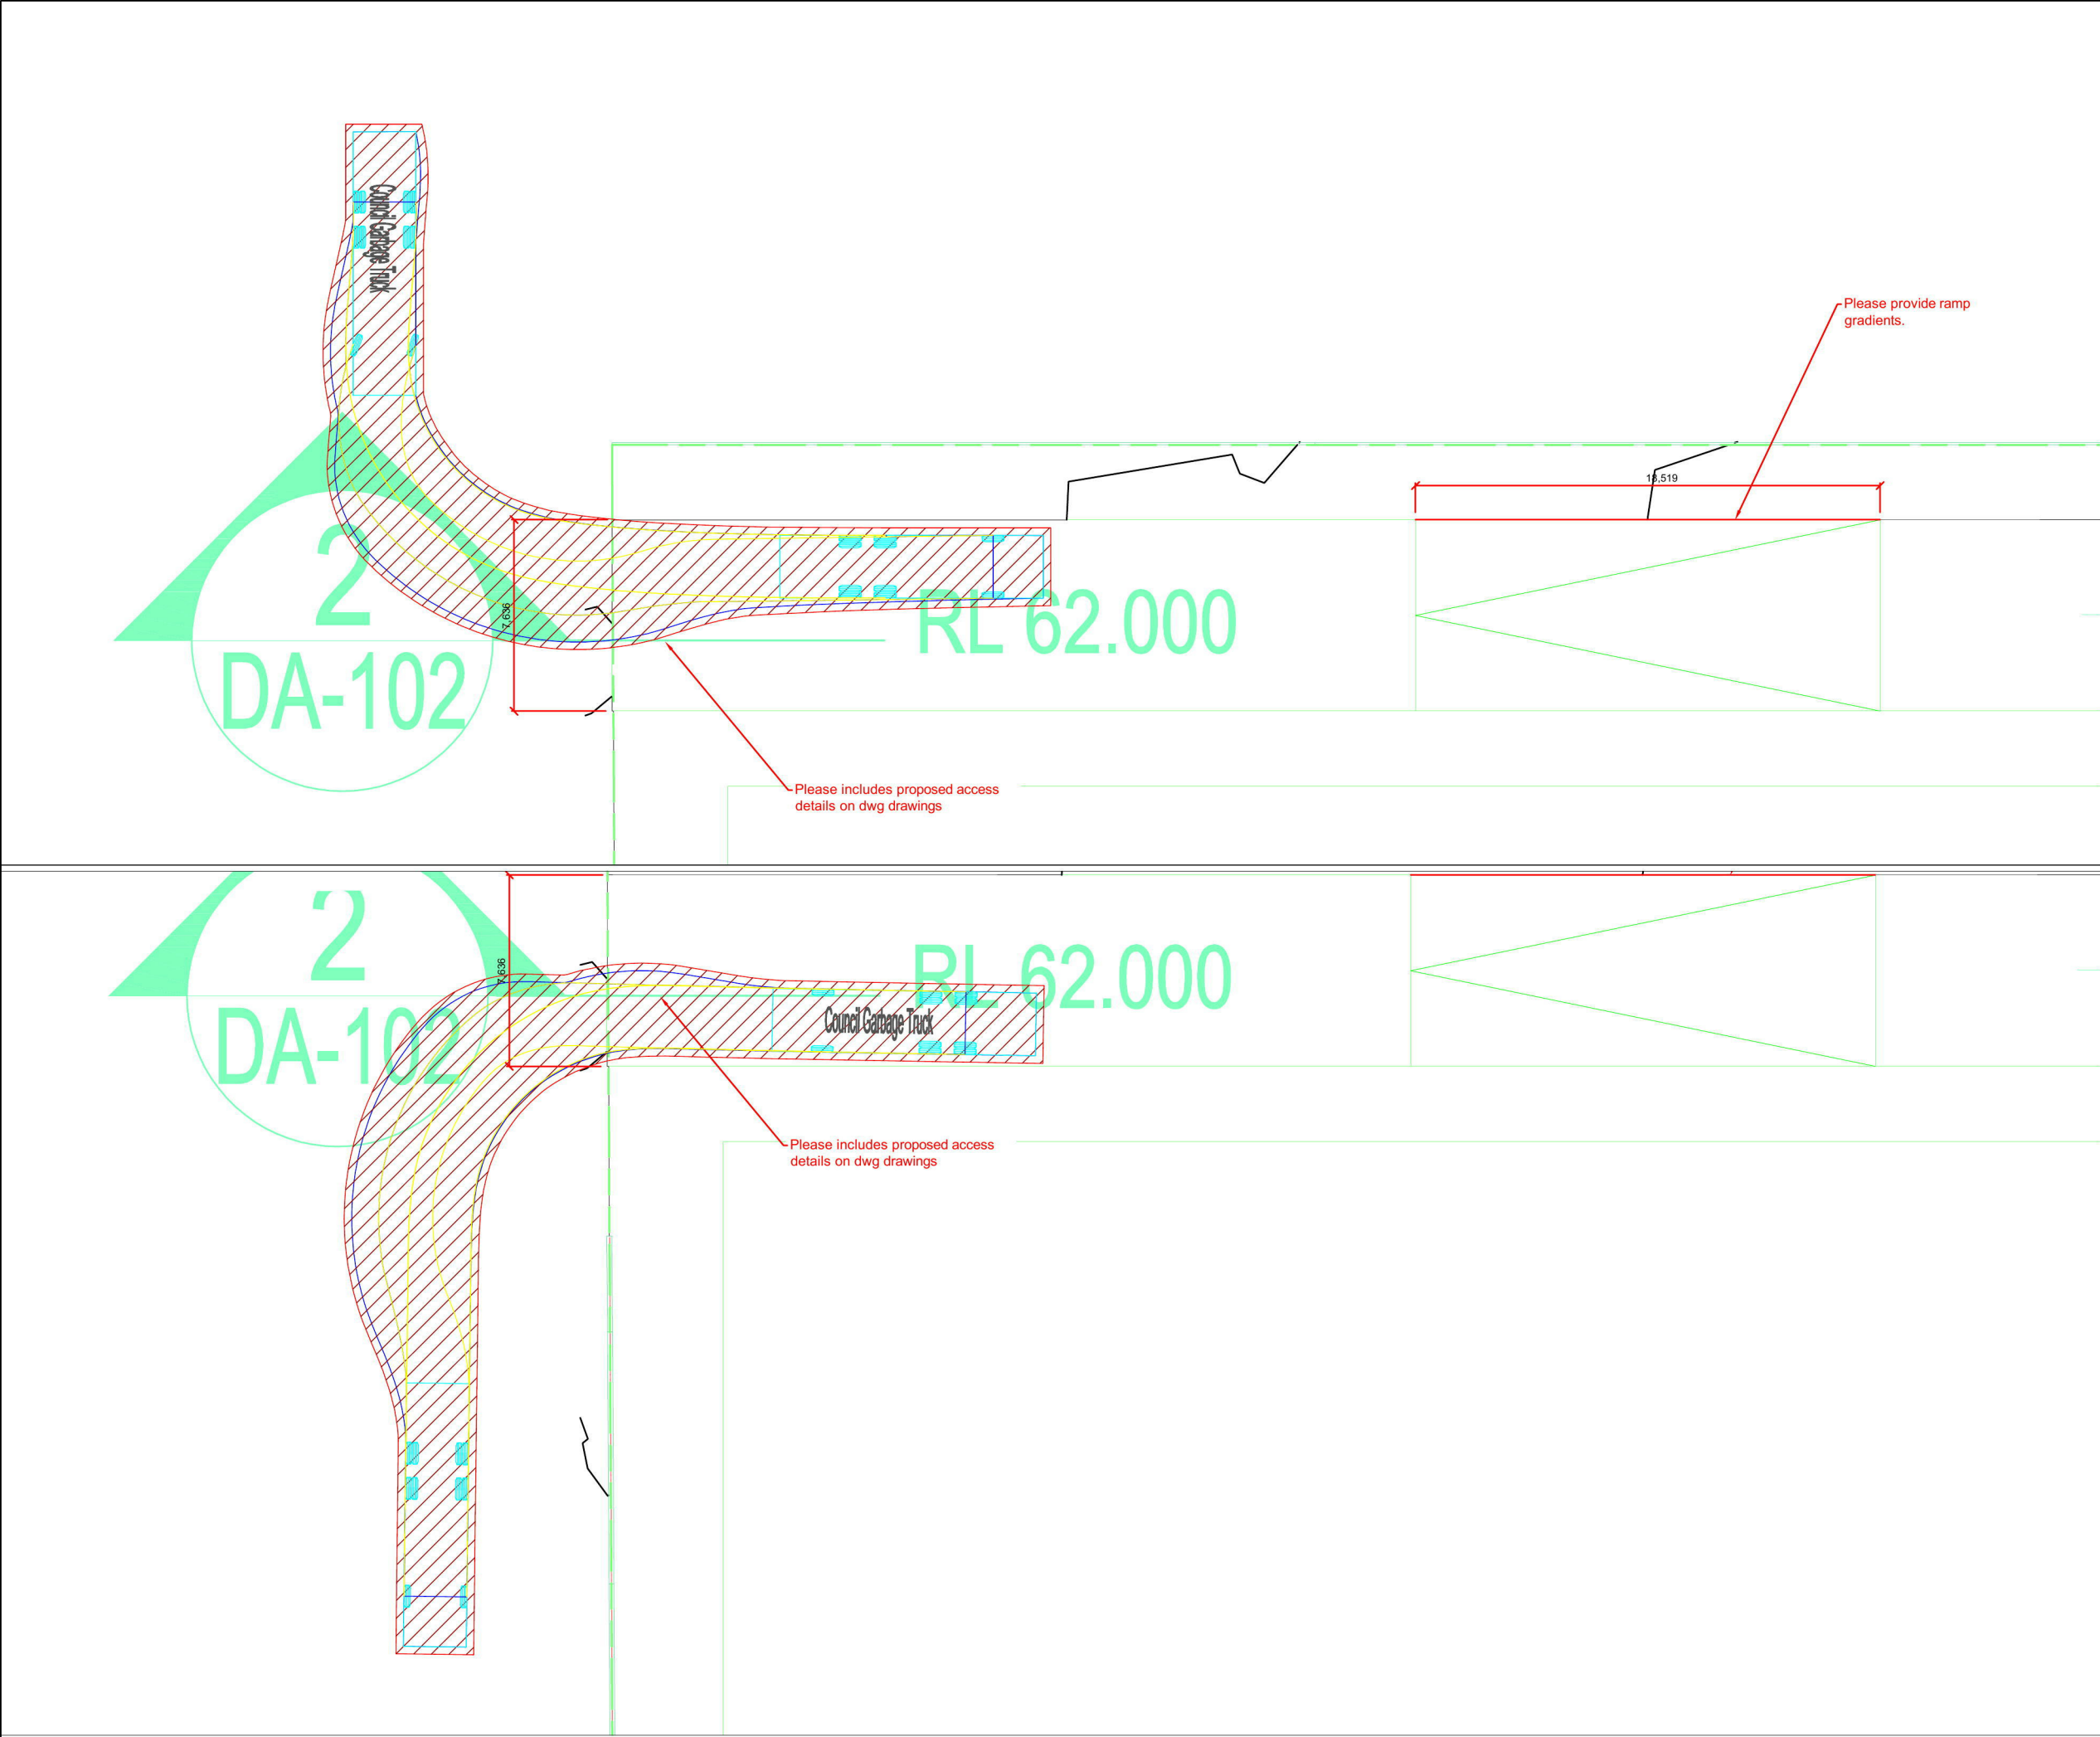 Council Garbage Truck
Please provide ramp
gradients.
18,519
2
7,636
RL 62.000
DA-102
Please includes proposed access
details on dwg drawings
2
7,636
RL 62.000
Council Garbage Truck
DA-102
Please includes proposed access
details on dwg drawings